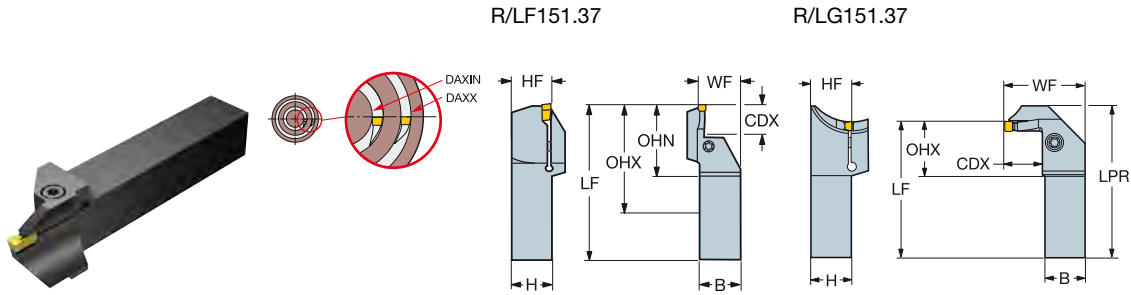 R/LF151.37
R/LG151.37
DAXIN
DAXX
HF
WF
CDX
OHN
OHX
LF
H
B
HF
WF
OHX
CDX
LF
LPR
H
B